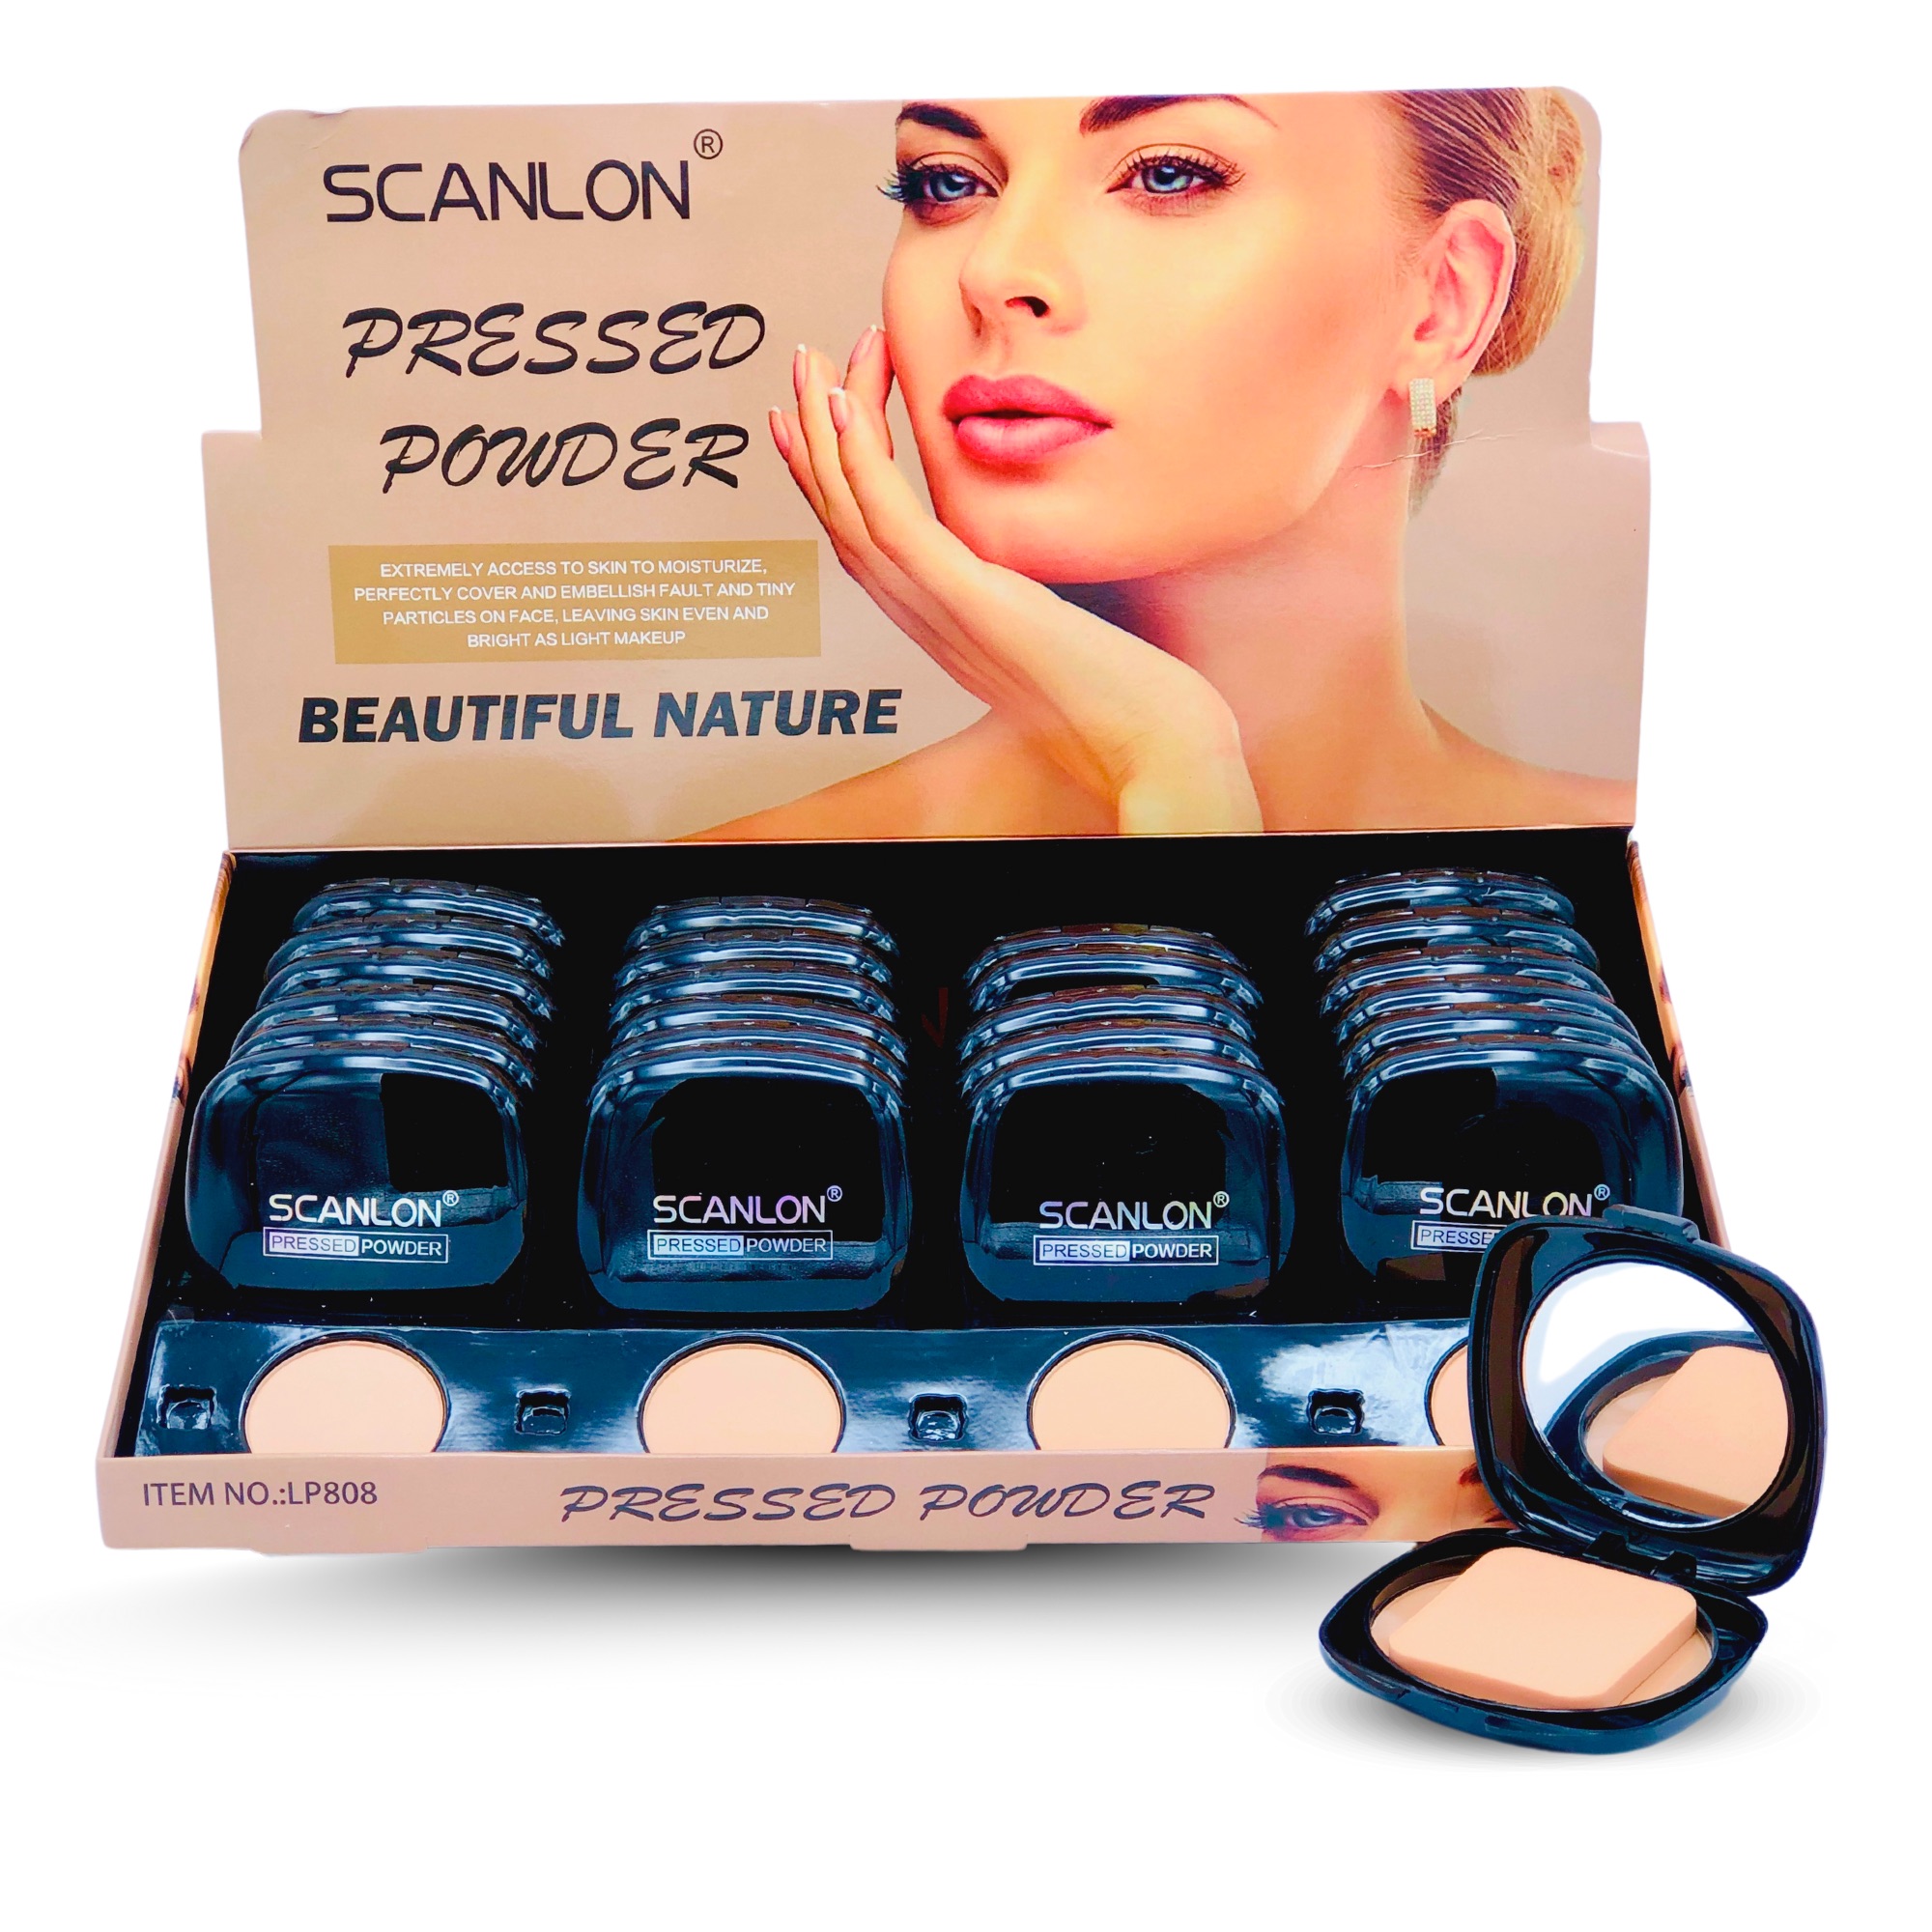 SCANLON®
PRESSED
POWDER
EXTREMELY ACCESS TO SKIN TO MOISTURIZE,
PERFECTLY COVER AND EMBELLISH FAULT AND TINY
PARTICLES ON FACE, LEAVING SKIN EVEN AND
BRIGHT AS LIGHT MAKEUP
BEAUTIFUL NATURE
SCANLON®
PRESSED POWDER
SCANLON®
PRESSED POWDER
SCANLON®
PRESSED POWDER
SCANLON®
PRESSE
ITEM NO.:LP808
PRESSED POWDER